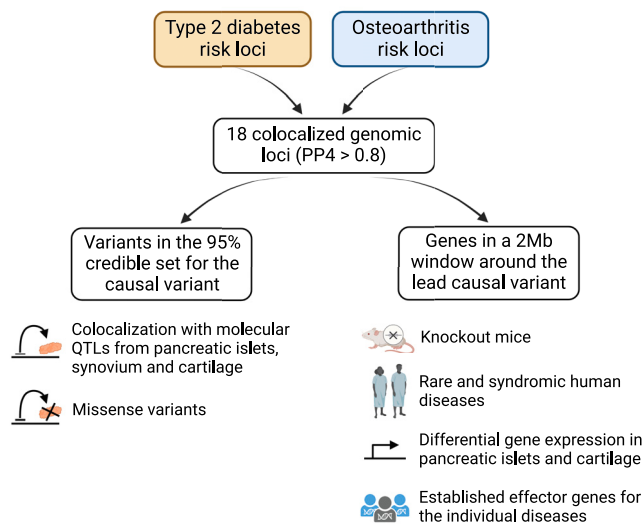 Type 2 diabetes
risk loci
Osteoarthritis
risk loci
18 colocalized genomic
loci (PP4 > 0.8)
Variants in the 95%
credible set for the
causal variant
Genes in a 2Mb
window around the
lead causal variant
Colocalization with molecular
QTLs from pancreatic islets,
synovium and cartilage
Missense variants
Knockout mice
Rare and syndromic human
diseases
Differential gene expression in
pancreatic islets and cartilage
Established effector genes for
the individual diseases